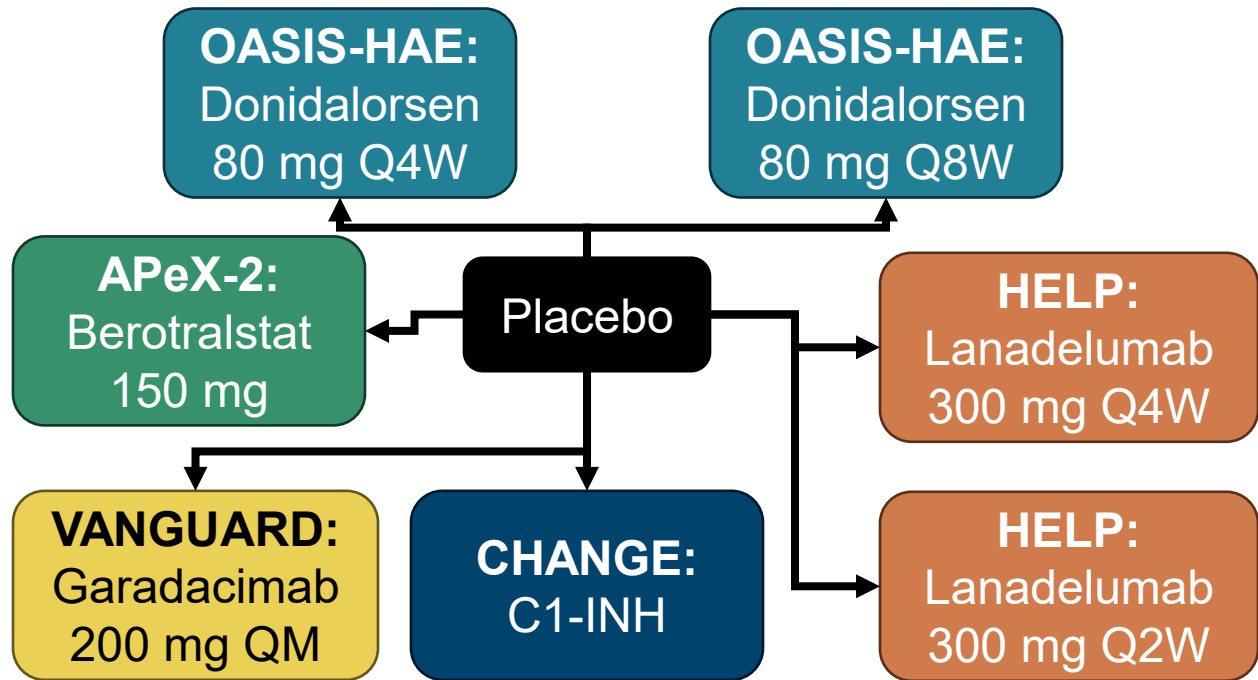 OASIS-HAE:
Donidalorsen
80 mg Q4W
OASIS-HAE:
Donidalorsen
80 mg Q8W
APeX-2:
Berotralstat
150 mg
Placebo
HELP:
Lanadelumab
300 mg Q4W
VANGUARD:
Garadacimab
200 mg QM
CHANGE:
C1-INH
HELP:
Lanadelumab
300 mg Q2W